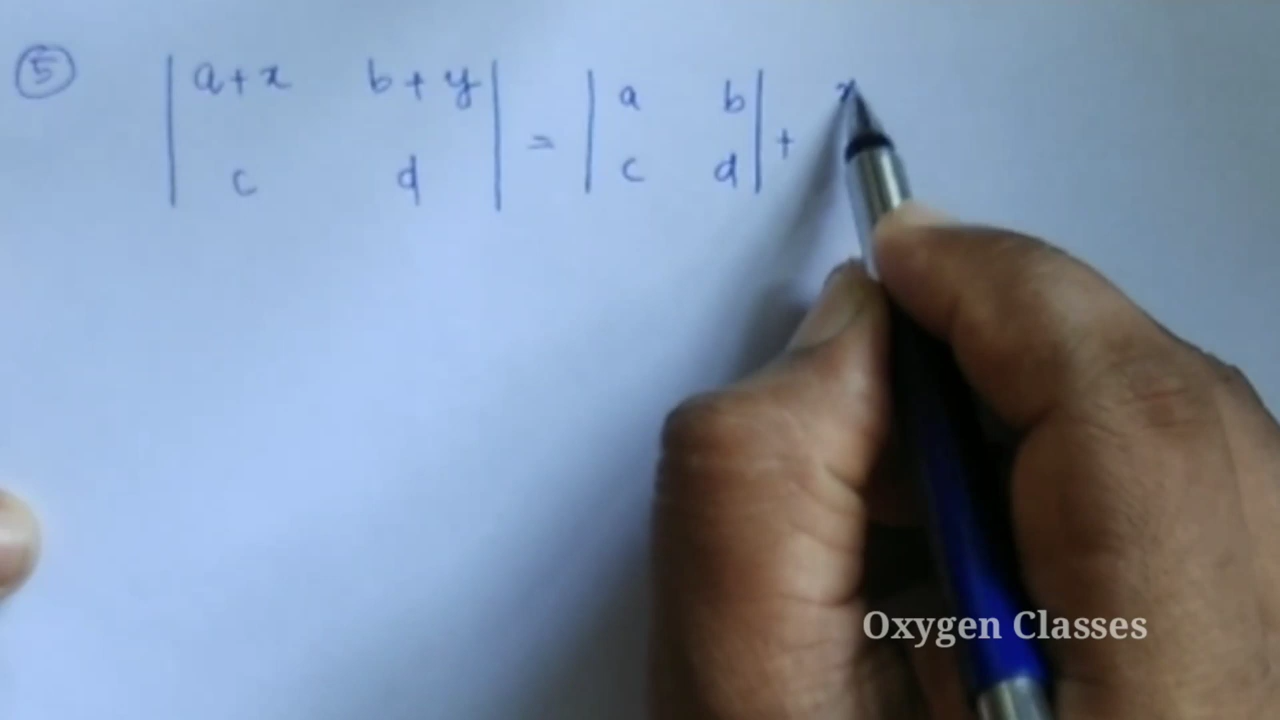 ⑤ | a+x b+y | = | a b | + x
| c d | | c d |
Oxygen Classes